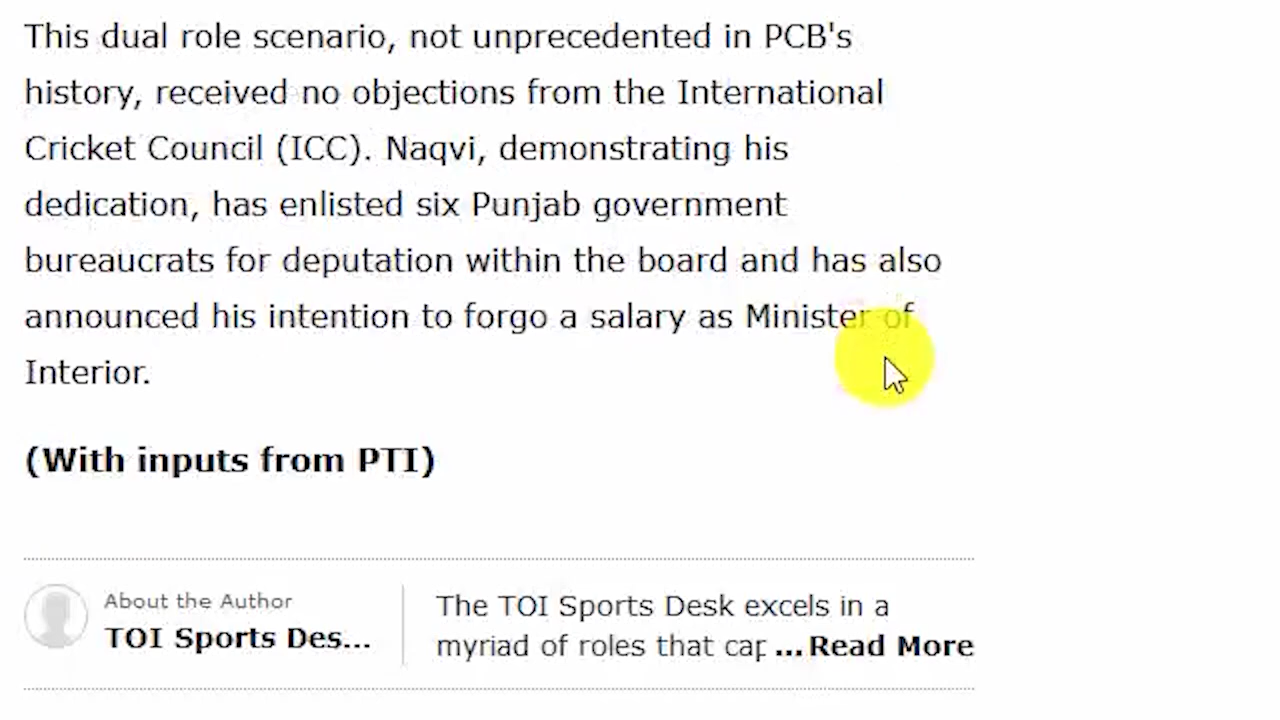 This dual role scenario, not unprecedented in PCB's
history, received no objections from the International
Cricket Council (ICC). Naqvi, demonstrating his
dedication, has enlisted six Punjab government
bureaucrats for deputation within the board and has also
announced his intention to forgo a salary as Minister of
Interior.
(With inputs from PTI)
About the Author
TOI Sports Des...
The TOI Sports Desk excels in a
myriad of roles that cap ...Read More